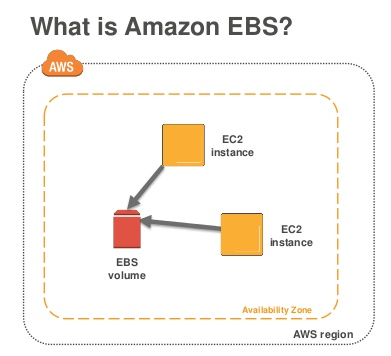 What is Amazon EBS?
AWS
EC2
instance
EC2
instance
EBS
volume
Availability Zone
AWS region